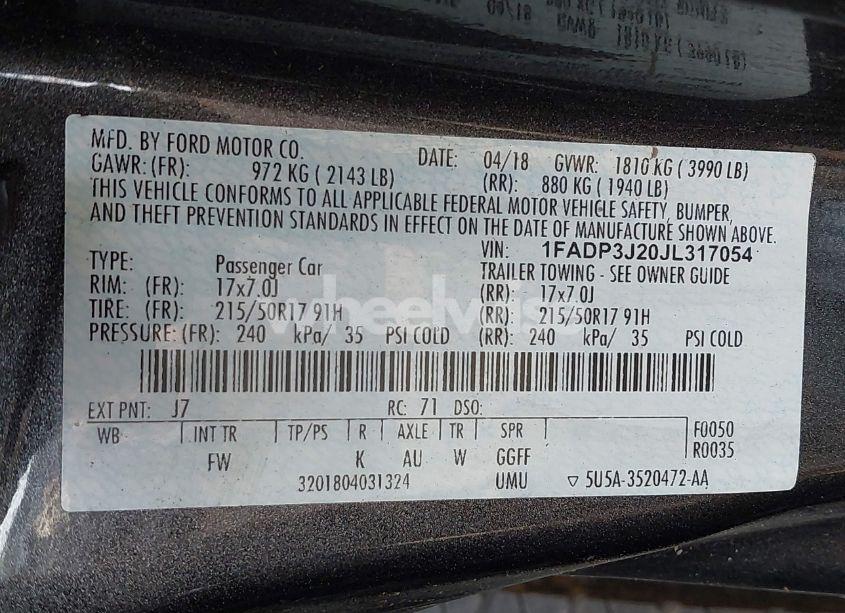 MFD. BY FORD MOTOR CO. DATE: 04/18 GVWR: 1810 KG ( 3990 LB)
GAWR: (FR): 972 KG ( 2143 LB) (RR): 880 KG ( 1940 LB)
THIS VEHICLE CONFORMS TO ALL APPLICABLE FEDERAL MOTOR VEHICLE SAFETY, BUMPER,
AND THEFT PREVENTION STANDARDS IN EFFECT ON THE DATE OF MANUFACTURE SHOWN ABOVE.
VIN: 1FADP3J20JL317054
TYPE: Passenger Car TRAILER TOWING - SEE OWNER GUIDE
RIM: (FR): 17x7.0J (RR): 17x7.0J
TIRE: (FR): 215/50R17 91H (RR): 215/50R17 91H
PRESSURE: (FR): 240 kPa/ 35 PSI COLD (RR): 240 kPa/ 35 PSI COLD
EXT PNT: J7 RC: 71 DSO:
WB INT TR TP/PS R AXLE TR SPR F0050
FW K AU W GGFF R0035
3201804031324 UMU ▽ 5U5A-3520472-AA